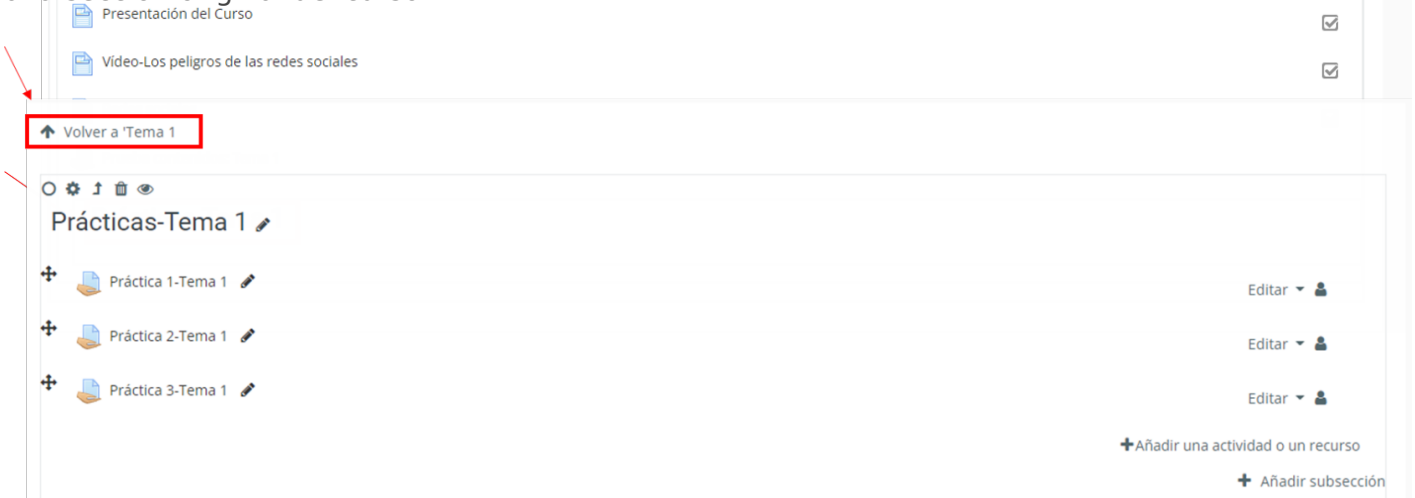 Presentación del Curso
Vídeo-Los peligros de las redes sociales
Volver a 'Tema 1
Prácticas-Tema 1
Práctica 1-Tema 1
Editar
Práctica 2-Tema 1
Editar
Práctica 3-Tema 1
Editar
Añadir una actividad o un recurso
Añadir subsección